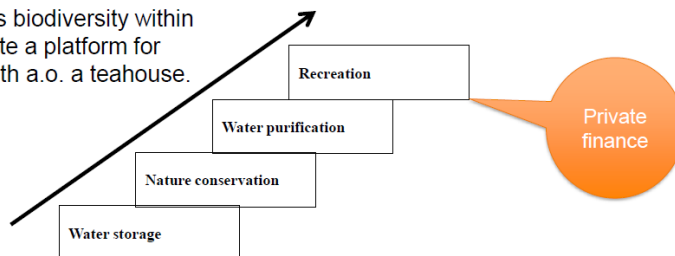 s biodiversity within
te a platform for
th a.o. a teahouse.
Recreation
Private
finance
Water purification
Nature conservation
Water storage